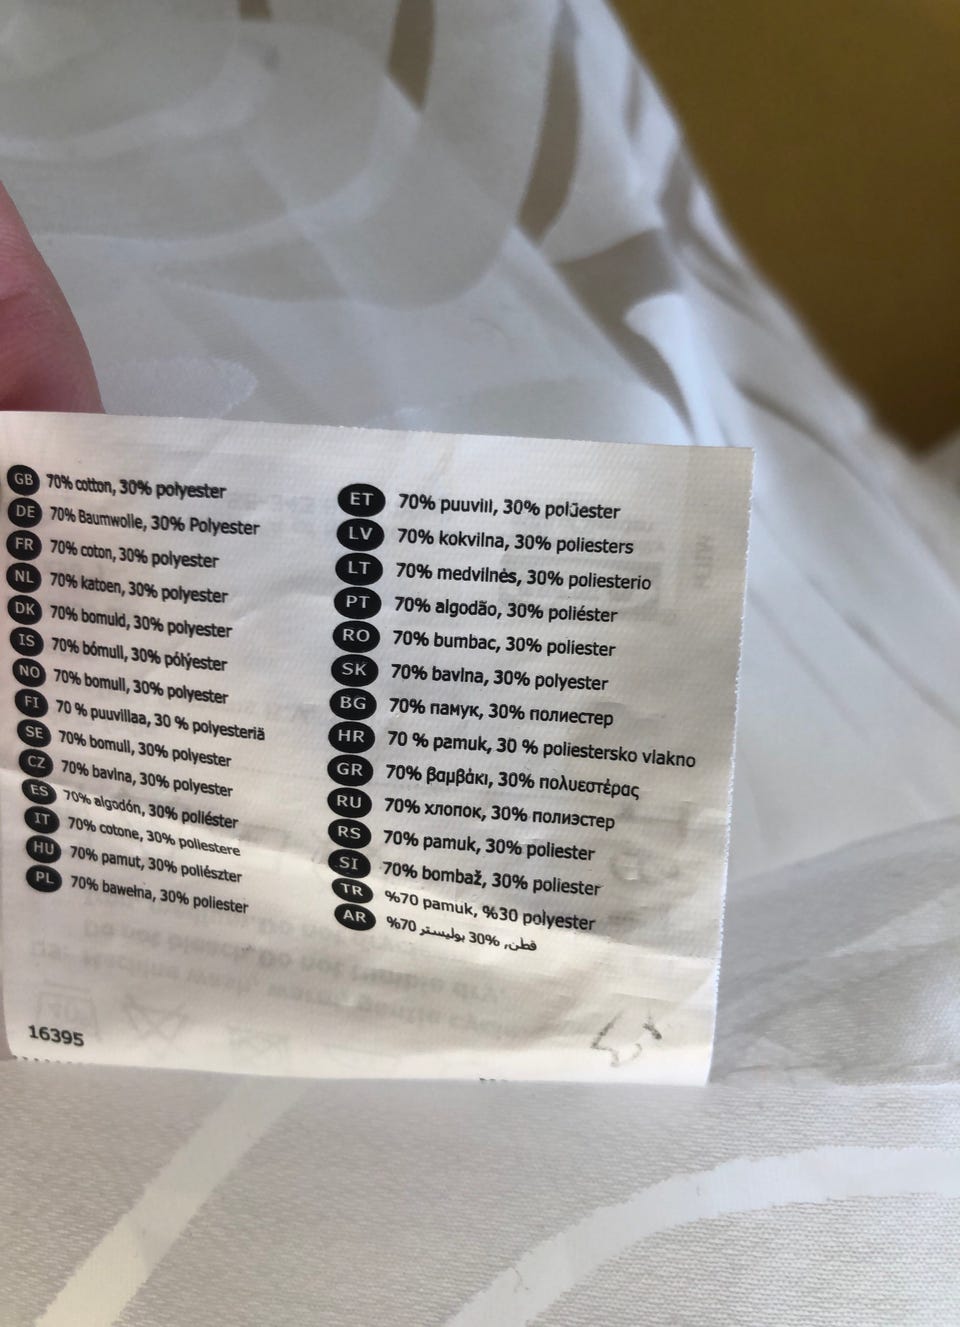 GB 70% cotton, 30% polyester
DE 70% Baumwolle, 30% Polyester
FR 70% coton, 30% polyester
NL 70% katoen, 30% polyester
DK 70% bomuld, 30% polyester
IS 70% bómull, 30% pólýester
NO 70% bomull, 30% polyester
FI 70 % puuvillaa, 30 % polyesteriä
SE 70% bomull, 30% polyester
CZ 70% bavlna, 30% polyester
ES 70% algodón, 30% poliéster
IT 70% cotone, 30% poliestere
HU 70% pamut, 30% poliészter
PL 70% bawełna, 30% poliester
16395
ET 70% puuvill, 30% polüester
LV 70% kokvilna, 30% poliesters
LT 70% medvilnės, 30% poliesterio
PT 70% algodão, 30% poliéster
RO 70% bumbac, 30% poliester
SK 70% bavlna, 30% polyester
BG 70% памук, 30% полиестер
HR 70 % pamuk, 30 % poliestersko vlakno
GR 70% βαμβάκι, 30% πολυεστέρας
RU 70% хлопок, 30% полиэстер
RS 70% pamuk, 30% poliester
SI 70% bombaž, 30% poliester
TR %70 pamuk, %30 polyester
AR %70 قطن, %30 بوليستر